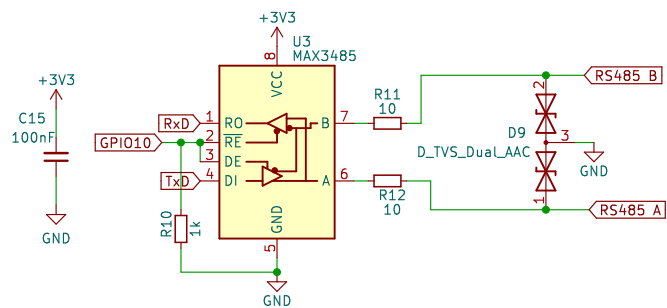 +3V3
U3
MAX3485
8
VCC
+3V3
C15
100nF
GND
RxD
1
RO
GPIO10
2
RE
3
DE
TxD
4
DI
B
7
A
6
GND
5
R10
1k
GND
R11
10
R12
10
RS485 B
2
D9
D_TVS_Dual_AAC
3
GND
1
RS485 A